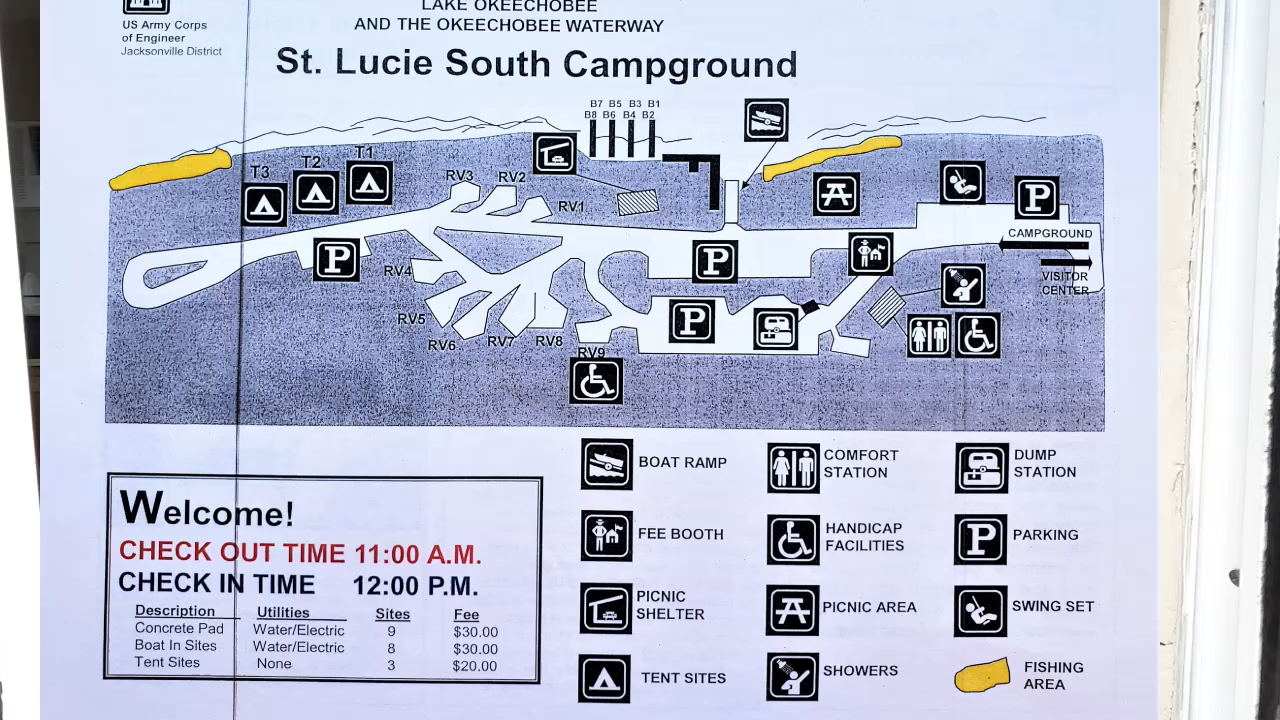 LAKE OKEECHOBEE
AND THE OKEECHOBEE WATERWAY
US Army Corps
of Engineer
Jacksonville District
St. Lucie South Campground
B7 B5 B3 B1
B8 B6 B4 B2
T3
T2
T1
RV3
RV2
RV1
P
P
CAMPGROUND
VISITOR
CENTER
P
RV4
RV5
RV6
RV7
RV8
RV9
P
Welcome!
CHECK OUT TIME 11:00 A.M.
CHECK IN TIME 12:00 P.M.
Description Utilities Sites Fee
Concrete Pad Water/Electric 9 $30.00
Boat In Sites Water/Electric 8 $30.00
Tent Sites None 3 $20.00
BOAT RAMP
COMFORT
STATION
DUMP
STATION
FEE BOOTH
HANDICAP
FACILITIES
P PARKING
PICNIC
SHELTER
PICNIC AREA
SWING SET
TENT SITES
SHOWERS
FISHING
AREA